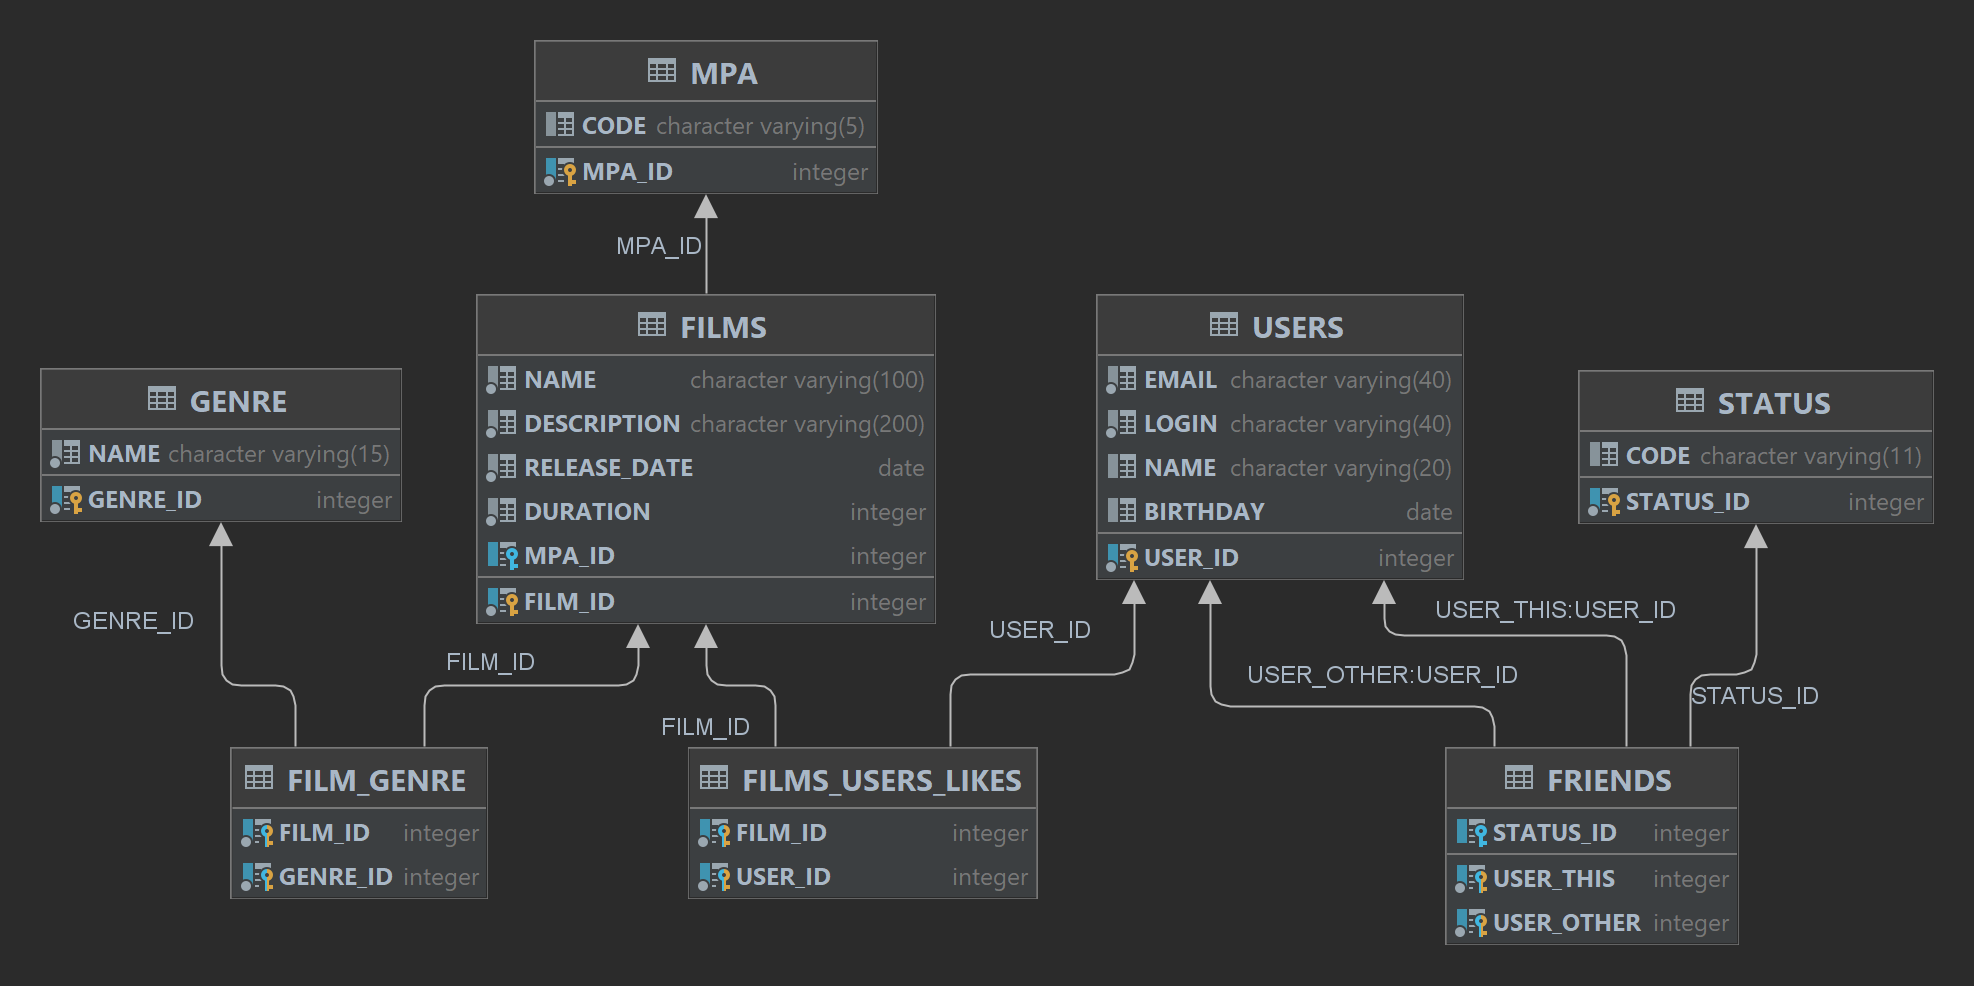 MPA
CODE character varying(5)
MPA_ID integer
MPA_ID
FILMS
NAME character varying(100)
DESCRIPTION character varying(200)
RELEASE_DATE date
DURATION integer
MPA_ID integer
FILM_ID integer
USERS
EMAIL character varying(40)
LOGIN character varying(40)
NAME character varying(20)
BIRTHDAY date
USER_ID integer
GENRE
NAME character varying(15)
GENRE_ID integer
STATUS
CODE character varying(11)
STATUS_ID integer
GENRE_ID
FILM_ID
FILM_ID
USER_ID
USER_THIS:USER_ID
USER_OTHER:USER_ID
STATUS_ID
FILM_GENRE
FILM_ID integer
GENRE_ID integer
FILMS_USERS_LIKES
FILM_ID integer
USER_ID integer
FRIENDS
STATUS_ID integer
USER_THIS integer
USER_OTHER integer